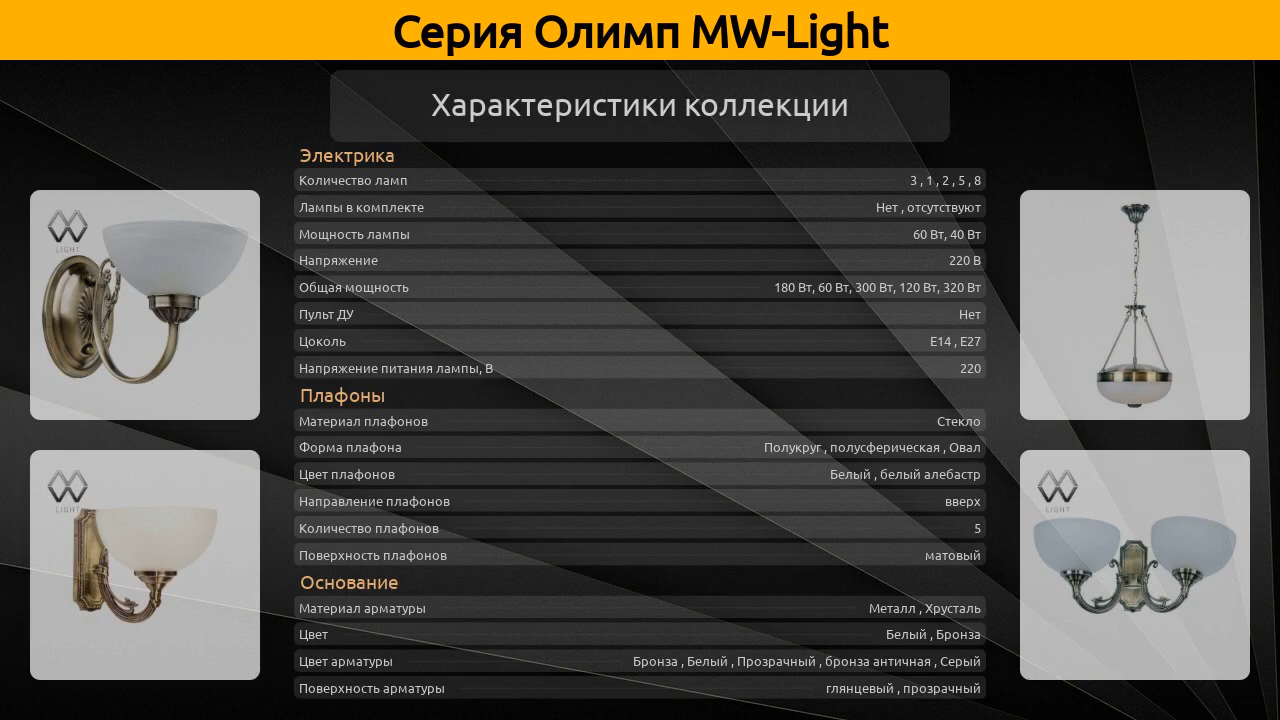 Серия Олимп MW-Light
Характеристики коллекции
Электрика
Количество ламп 3 , 1 , 2 , 5 , 8
Лампы в комплекте Нет , отсутствуют
Мощность лампы 60 Вт, 40 Вт
Напряжение 220 В
Общая мощность 180 Вт, 60 Вт, 300 Вт, 120 Вт, 320 Вт
Пульт ДУ Нет
Цоколь E14 , E27
Напряжение питания лампы, В 220
Плафоны
Материал плафонов Стекло
Форма плафона Полукруг , полусферическая , Овал
Цвет плафонов Белый , белый алебастр
Направление плафонов вверх
Количество плафонов 5
Поверхность плафонов матовый
Основание
Материал арматуры Металл , Хрусталь
Цвет Белый , Бронза
Цвет арматуры Бронза , Белый , Прозрачный , бронза античная , Серый
Поверхность арматуры глянцевый , прозрачный
LIGHT
LIGHT
LIGHT